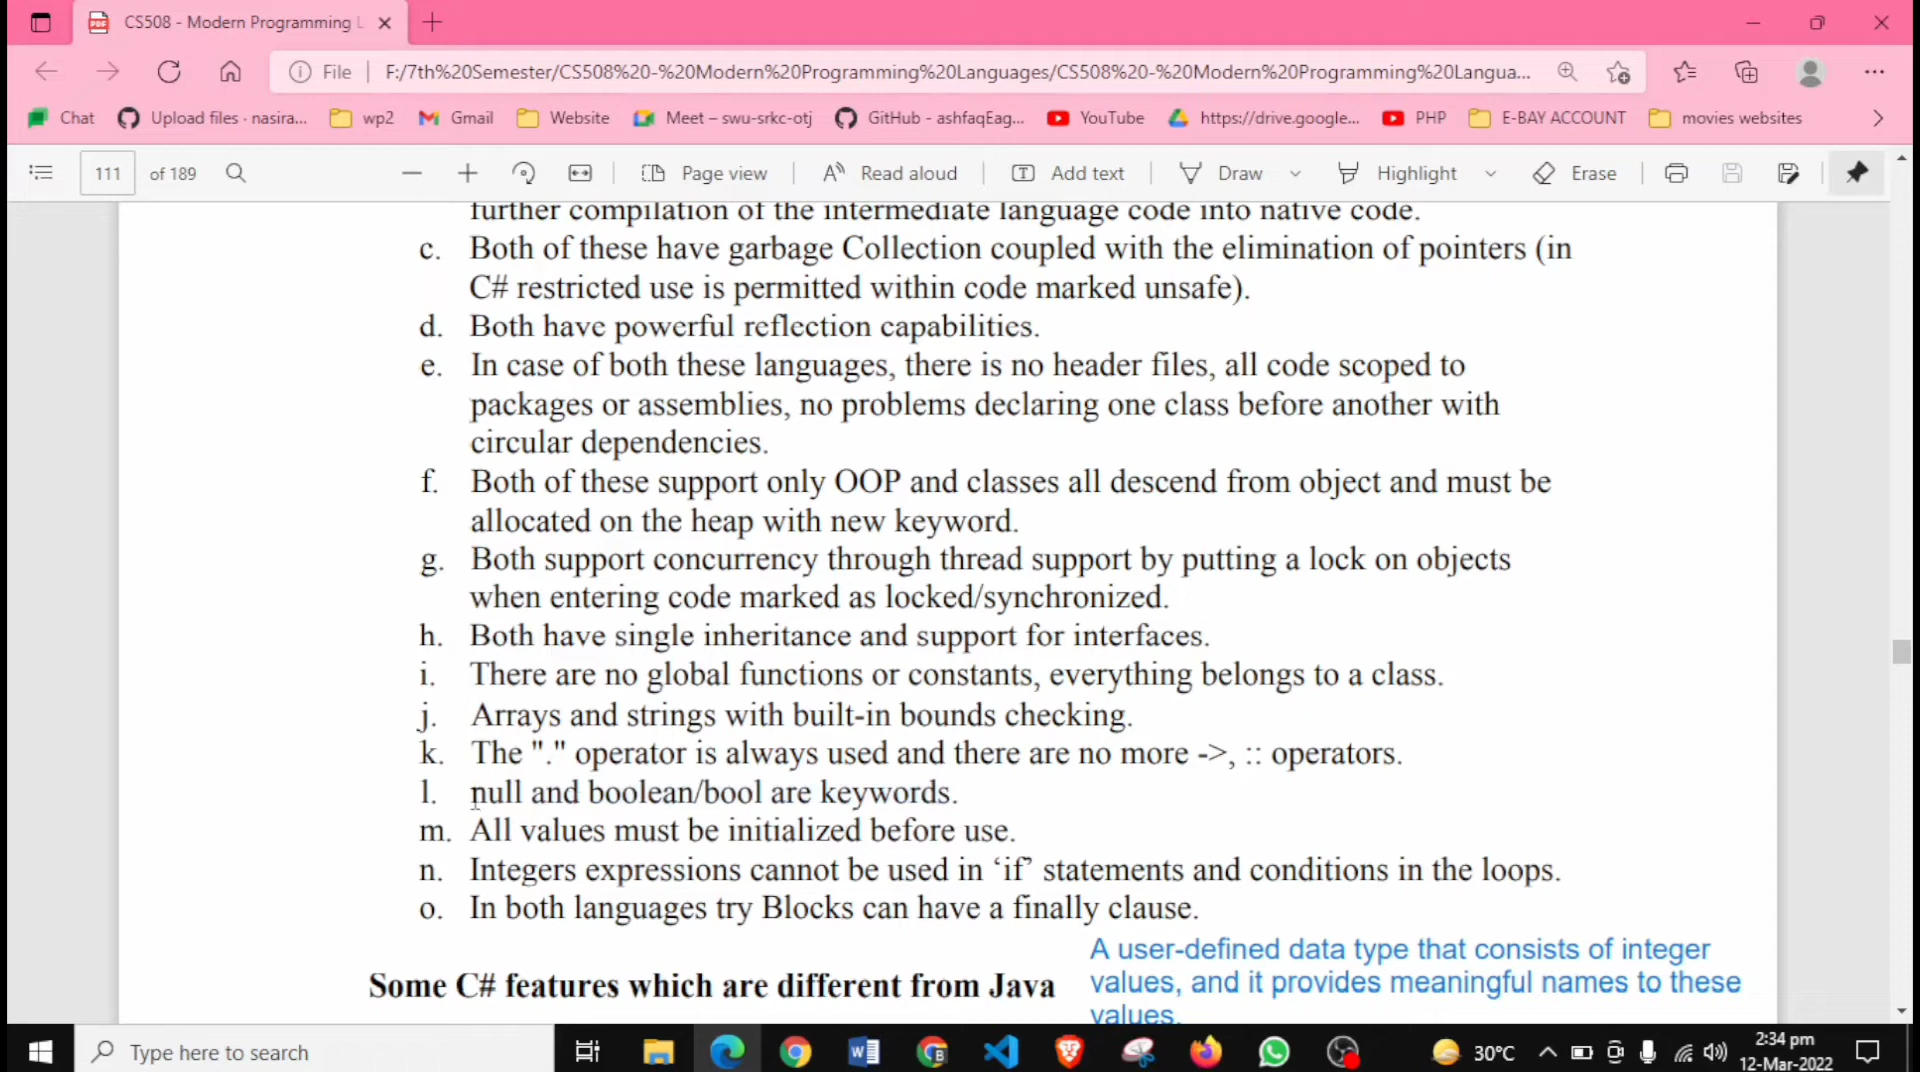 CS508 - Modern Programming L
File F:/7th%20Semester/CS508%20-%20Modern%20Programming%20Languages/CS508%20-%20Modern%20Programming%20Langua...
Chat Upload files · nasira... wp2 Gmail Website Meet – swu-srkc-otj GitHub - ashfaqEag... YouTube https://drive.google... PHP E-BAY ACCOUNT movies websites
111 of 189 Page view Read aloud Add text Draw Highlight Erase
further compilation of the intermediate language code into native code.
c. Both of these have garbage Collection coupled with the elimination of pointers (in
C# restricted use is permitted within code marked unsafe).
d. Both have powerful reflection capabilities.
e. In case of both these languages, there is no header files, all code scoped to
packages or assemblies, no problems declaring one class before another with
circular dependencies.
f. Both of these support only OOP and classes all descend from object and must be
allocated on the heap with new keyword.
g. Both support concurrency through thread support by putting a lock on objects
when entering code marked as locked/synchronized.
h. Both have single inheritance and support for interfaces.
i. There are no global functions or constants, everything belongs to a class.
j. Arrays and strings with built-in bounds checking.
k. The "." operator is always used and there are no more ->, :: operators.
l. null and boolean/bool are keywords.
m. All values must be initialized before use.
n. Integers expressions cannot be used in ‘if’ statements and conditions in the loops.
o. In both languages try Blocks can have a finally clause.
A user-defined data type that consists of integer
Some C# features which are different from Java
values, and it provides meaningful names to these
values.
Type here to search
30°C
2:34 pm
12-Mar-2022